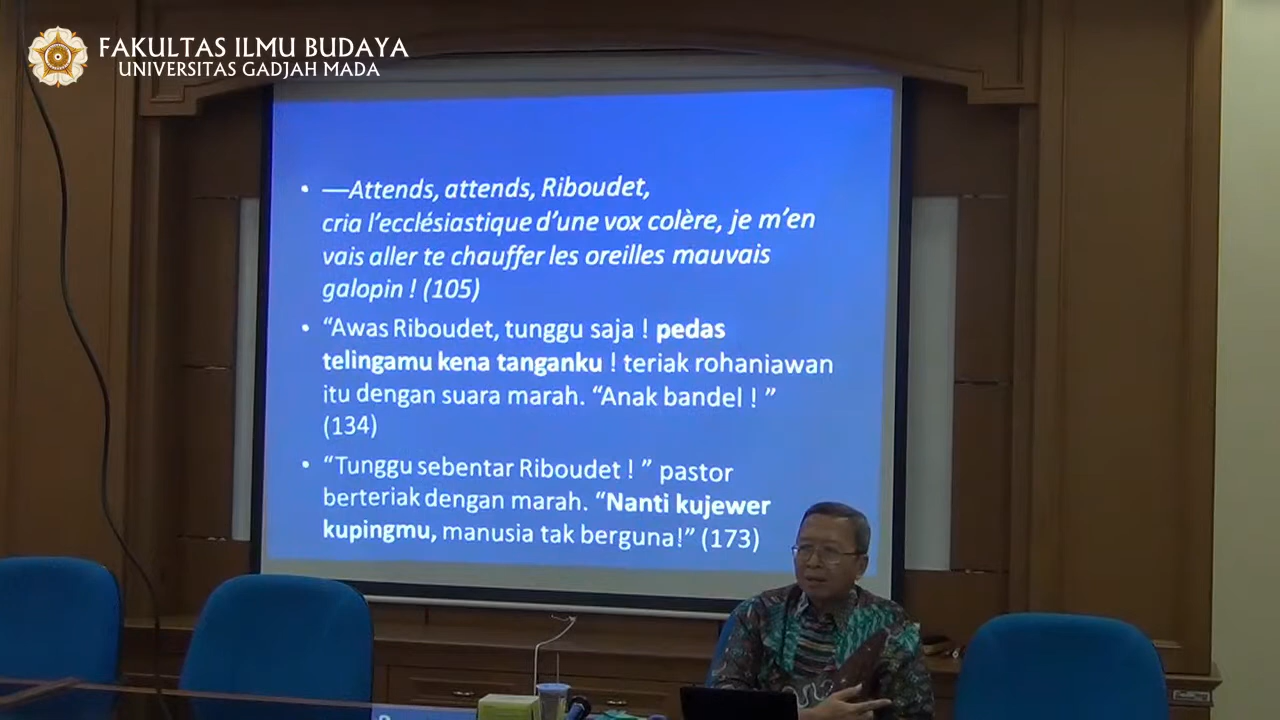 FAKULTAS ILMU BUDAYA
UNIVERSITAS GADJAH MADA
• —Attends, attends, Riboudet,
cria l'ecclésiastique d'une vox colère, je m'en
vais aller te chauffer les oreilles mauvais
galopin ! (105)
• “Awas Riboudet, tunggu saja ! pedas
telingamu kena tanganku ! teriak rohaniawan
itu dengan suara marah. “Anak bandel ! ”
(134)
• “Tunggu sebentar Riboudet ! ” pastor
berteriak dengan marah. “Nanti kujewer
kupingmu, manusia tak berguna!” (173)